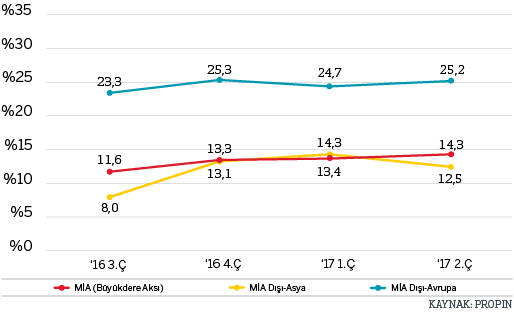 %35
%30
%25
%20
%15
%10
%5
%0
23,3
25,3
24,7
25,2
11,6
13,3
14,3
14,3
8,0
13,1
13,4
12,5
‘16 3.Ç
‘16 4.Ç
‘17 1.Ç
‘17 2.Ç
MİA (Büyükdere Aksı)
MİA Dışı-Asya
MİA Dışı-Avrupa
KAYNAK: PROPIN